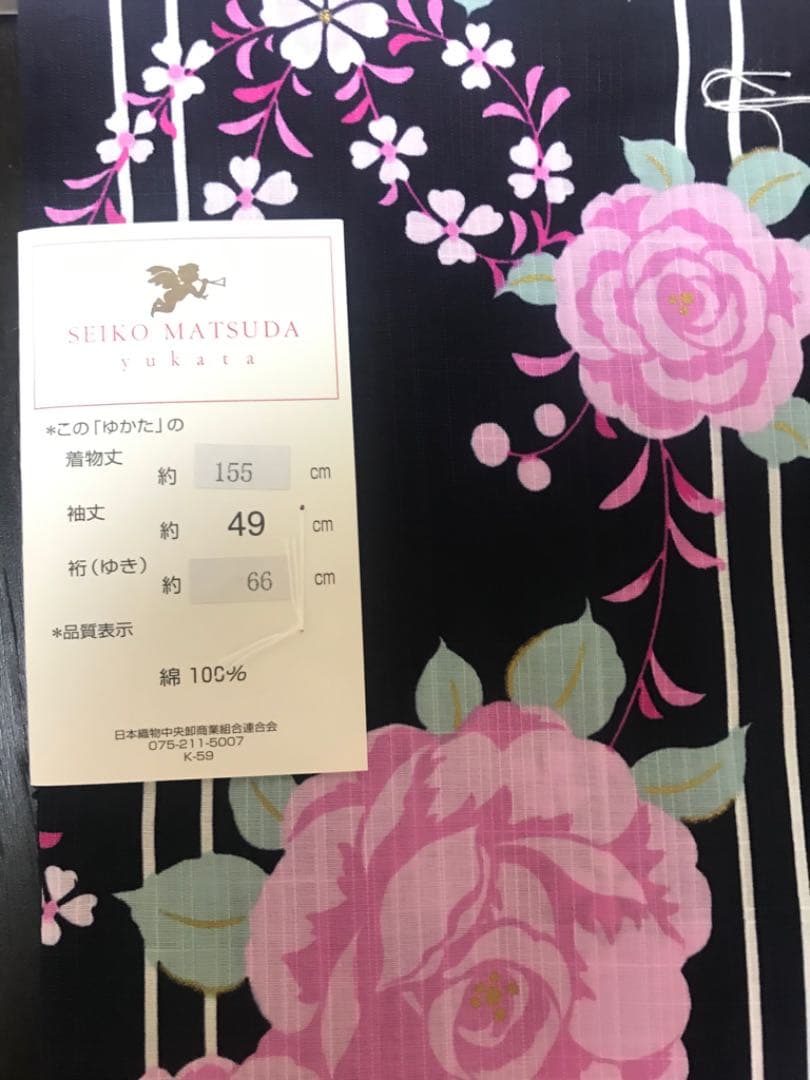 SEIKO MATSUDA
yukata
*この「ゆかた」の
着物丈 約 155 cm
袖丈 約 49 cm
裄(ゆき) 約 66 cm
*品質表示
綿 100%
日本織物中央卸商業組合連合会
075-211-5007
K-59